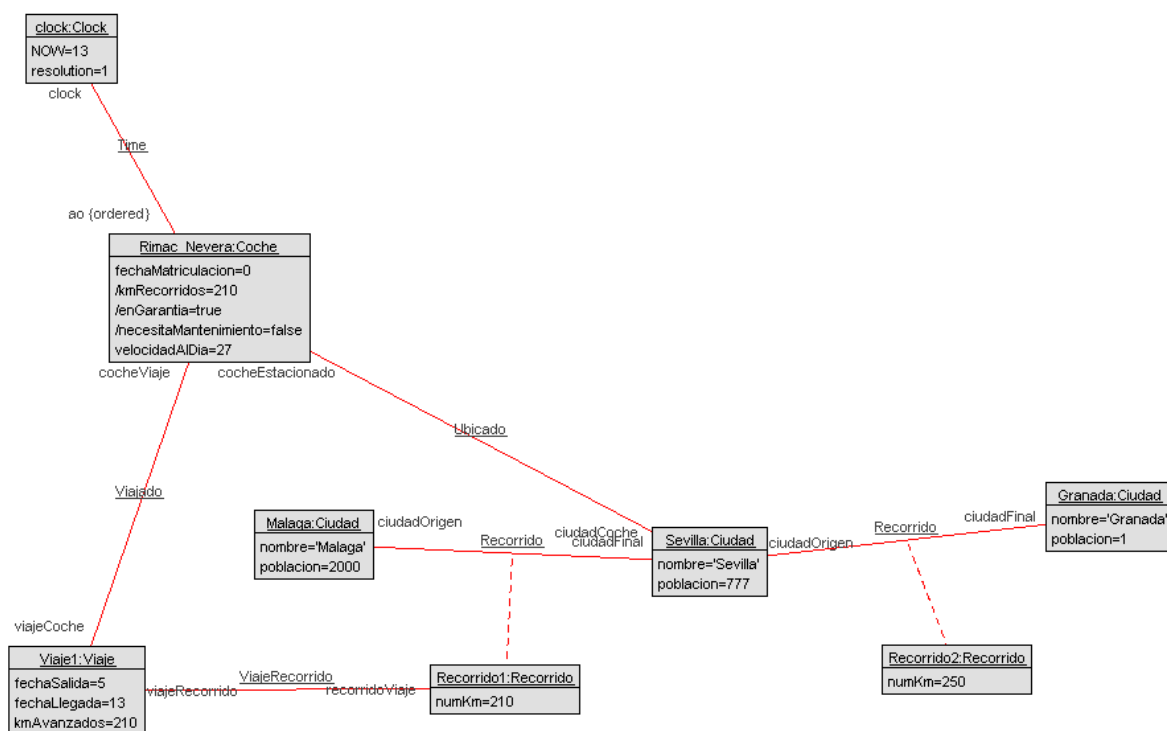 clock:Clock
NOW=13
resolution=1
clock
Time
ao {ordered}
Rimac_Nevera:Coche
fechaMatriculacion=0
/kmRecorridos=210
/enGarantia=true
/necesitaMantenimiento=false
velocidadAlDia=27
cocheViaje
cocheEstacionado
Ubicado
Viajado
Malaga:Ciudad
nombre='Malaga'
poblacion=2000
ciudadOrigen
Recorrido
ciudadCoche
ciudadFinal
Sevilla:Ciudad
nombre='Sevilla'
poblacion=777
ciudadOrigen
Recorrido
ciudadFinal
Granada:Ciudad
nombre='Granada'
poblacion=1
viajeCoche
Viaje1:Viaje
fechaSalida=5
fechaLlegada=13
kmAvanzados=210
viajeRecorrido
ViajeRecorrido
recorridoViaje
Recorrido1:Recorrido
numKm=210
Recorrido2:Recorrido
numKm=250